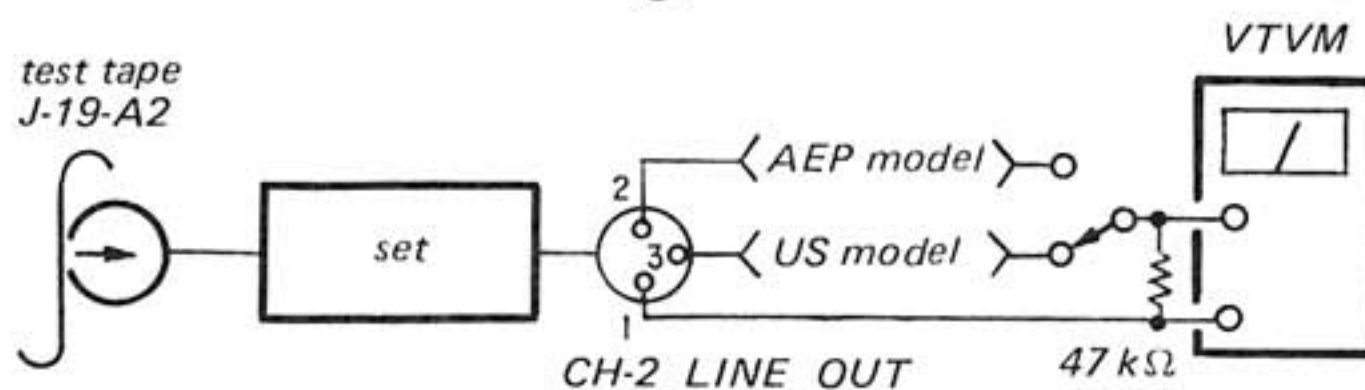 VTVM
test tape
J-19-A2
2
AEP model
set
3
US model
1
47 kΩ
CH-2 LINE OUT